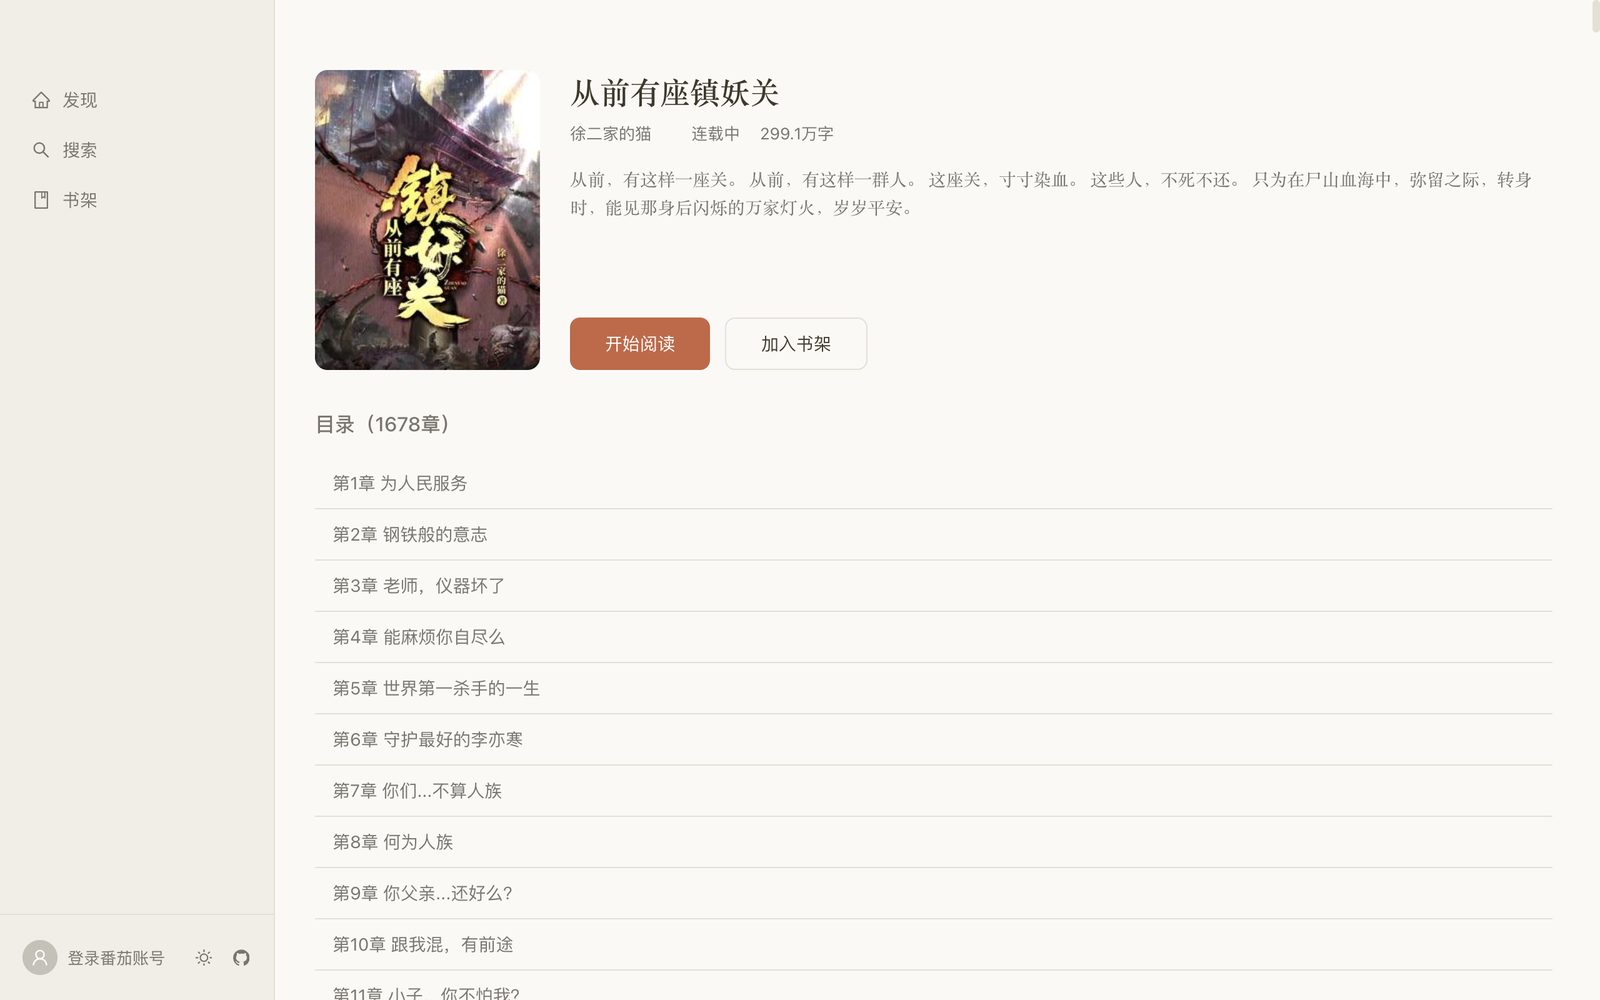 发现
搜索
书架
镇妖关
从前有座
徐二家的猫 著
ZHENYAO
GUAN
从前有座镇妖关
徐二家的猫 连载中 299.1万字
从前，有这样一座关。 从前，有这样一群人。 这座关，寸寸染血。 这些人，不死不还。 只为在尸山血海中，弥留之际，转身
时，能见那身后闪烁的万家灯火，岁岁平安。
开始阅读 加入书架
目录（1678章）
第1章 为人民服务
第2章 钢铁般的意志
第3章 老师，仪器坏了
第4章 能麻烦你自尽么
第5章 世界第一杀手的一生
第6章 守护最好的李亦寒
第7章 你们...不算人族
第8章 何为人族
第9章 你父亲...还好么?
第10章 跟我混，有前途
第11章 小子，你不怕我?
登录番茄账号